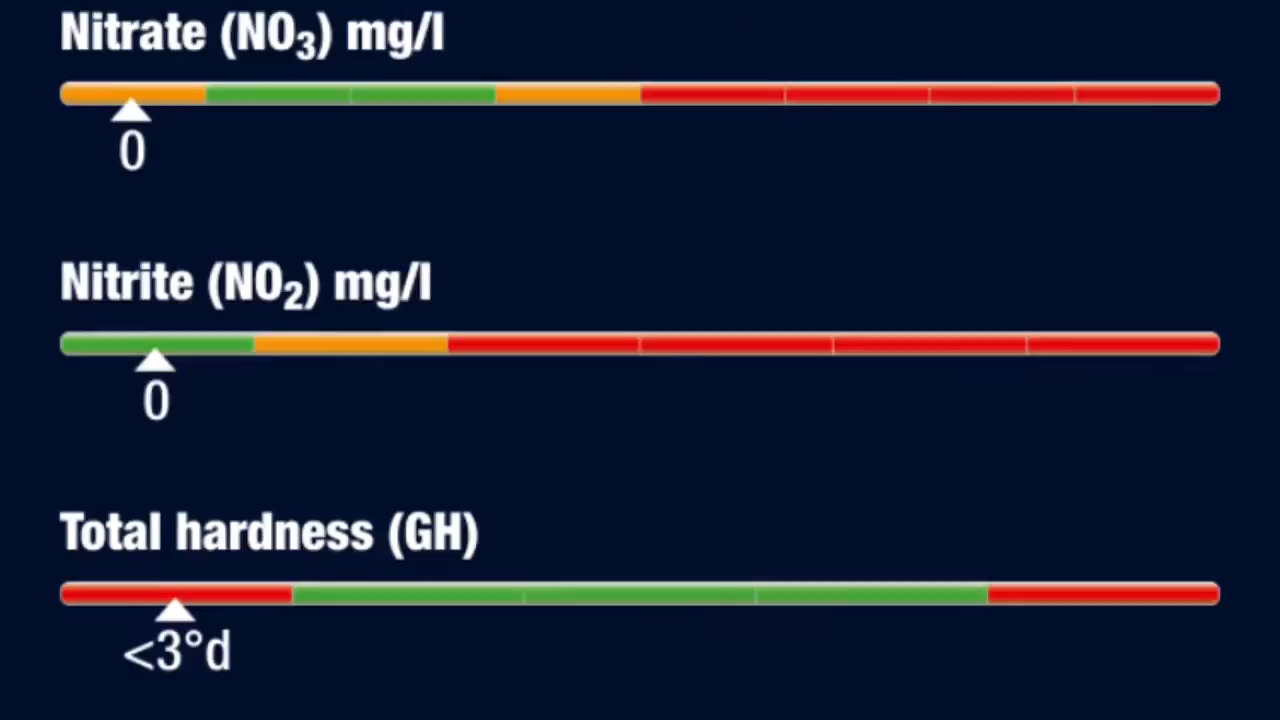 Nitrate (NO₃) mg/l
0
Nitrite (NO₂) mg/l
0
Total hardness (GH)
<3°d